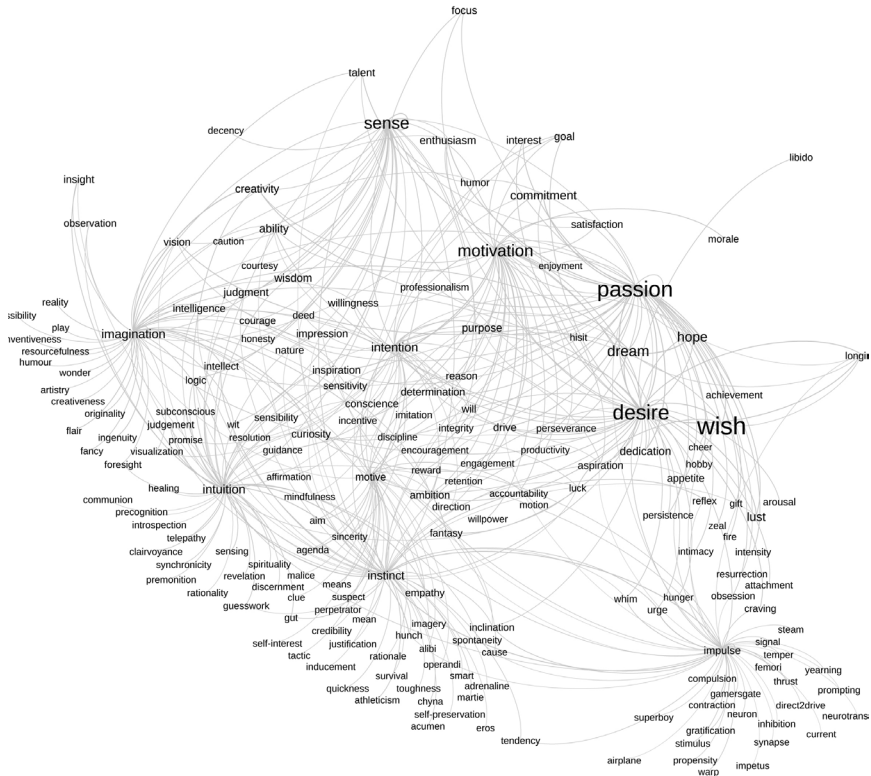 focus
talent
sense
decency
enthusiasm
interest
goal
libido
insight
humor
creativity
commitment
observation
ability
satisfaction
vision
caution
morale
motivation
courtesy
enjoyment
wisdom
professionalism
passion
judgment
reality
willingness
intelligence
ssibility
deed
play
courage
purpose
imagination
impression
hisit
hope
ventiveness
honesty
intention
resourcefulness
nature
dream
longi
humour
intellect
inspiration
wonder
reason
logic
sensitivity
artistry
determination
achievement
creativeness
conscience
subconscious
will
originality
imitation
desire
sensibility
incentive
judgement
wit
wish
flair
integrity
drive
perseverance
curiosity
ingenuity
promise
resolution
discipline
cheer
fancy
visualization
guidance
encouragement
productivity
dedication
foresight
engagement
hobby
reward
aspiration
affirmation
motive
retention
appetite
healing
intuition
luck
communion
mindfulness
ambition
accountability
reflex
gift
arousal
direction
motion
precognition
persistence
lust
aim
willpower
introspection
zeal
fantasy
telepathy
sincerity
fire
clairvoyance
sensing
agenda
intimacy
intensity
synchronicity
spirituality
premonition
revelation
malice
instinct
resurrection
discernment
means
attachment
rationality
clue
suspect
empathy
hunger
obsession
guesswork
whim
perpetrator
urge
craving
gut
mean
imagery
inclination
credibility
hunch
steam
self-interest
justification
spontaneity
signal
tactic
alibi
cause
impulse
temper
rationale
inducement
operandi
femori
yearning
survival
smart
compulsion
thrust
quickness
toughness
adrenaline
gamersgate
prompting
athleticism
chyna
martie
contraction
direct2drive
self-preservation
superboy
neuron
neurotrans
acumen
eros
inhibition
gratification
current
tendency
stimulus
synapse
airplane
propensity
impetus
warp